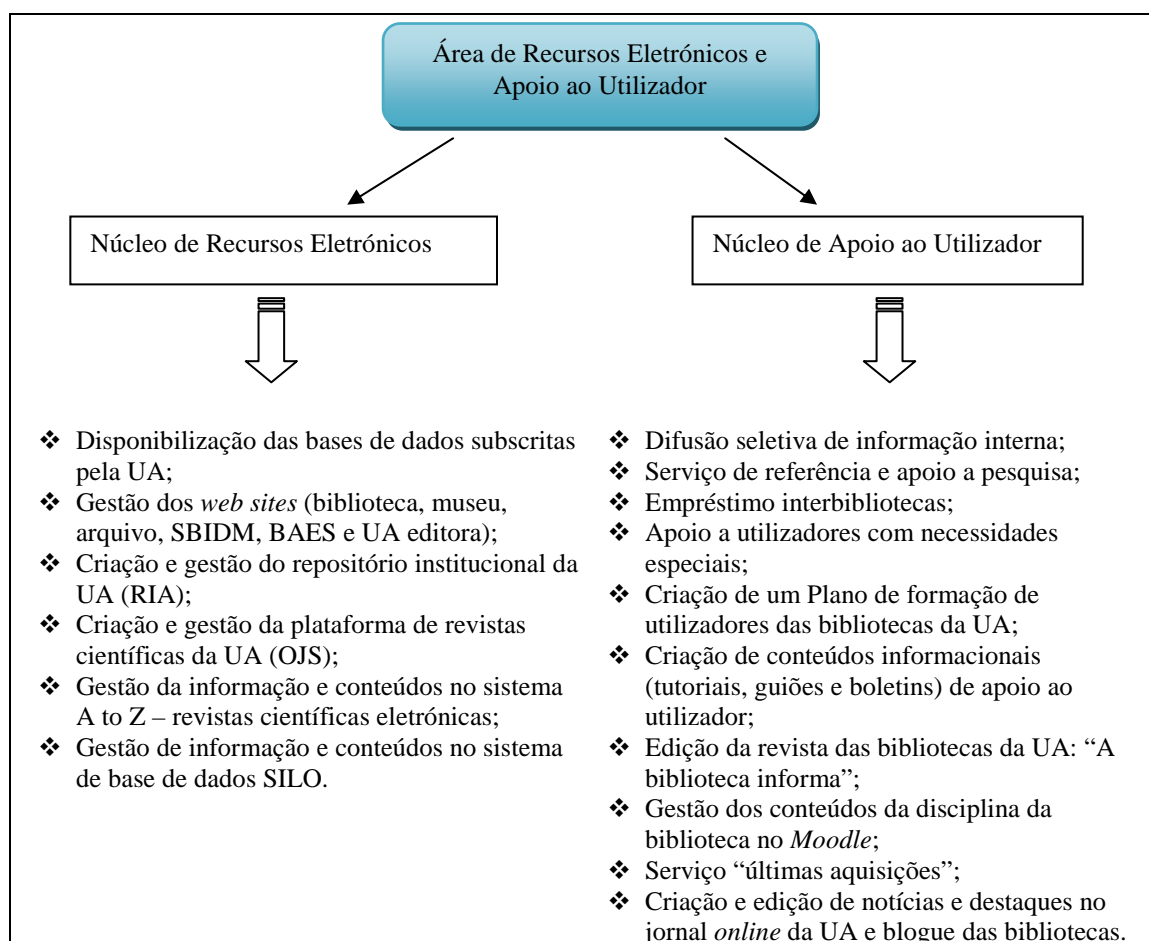 Área de Recursos Eletrónicos e
Apoio ao Utilizador
Núcleo de Recursos Eletrónicos
Núcleo de Apoio ao Utilizador
❖ Disponibilização das bases de dados subscritas
pela UA;
❖ Gestão dos web sites (biblioteca, museu,
arquivo, SBIDM, BAES e UA editora);
❖ Criação e gestão do repositório institucional da
UA (RIA);
❖ Criação e gestão da plataforma de revistas
científicas da UA (OJS);
❖ Gestão da informação e conteúdos no sistema
A to Z – revistas científicas eletrónicas;
❖ Gestão de informação e conteúdos no sistema
de base de dados SILO.
❖ Difusão seletiva de informação interna;
❖ Serviço de referência e apoio a pesquisa;
❖ Empréstimo interbibliotecas;
❖ Apoio a utilizadores com necessidades
especiais;
❖ Criação de um Plano de formação de
utilizadores das bibliotecas da UA;
❖ Criação de conteúdos informacionais
(tutoriais, guiões e boletins) de apoio ao
utilizador;
❖ Edição da revista das bibliotecas da UA: “A
biblioteca informa”;
❖ Gestão dos conteúdos da disciplina da
biblioteca no Moodle;
❖ Serviço “últimas aquisições”;
❖ Criação e edição de notícias e destaques no
jornal online da UA e blogue das bibliotecas.